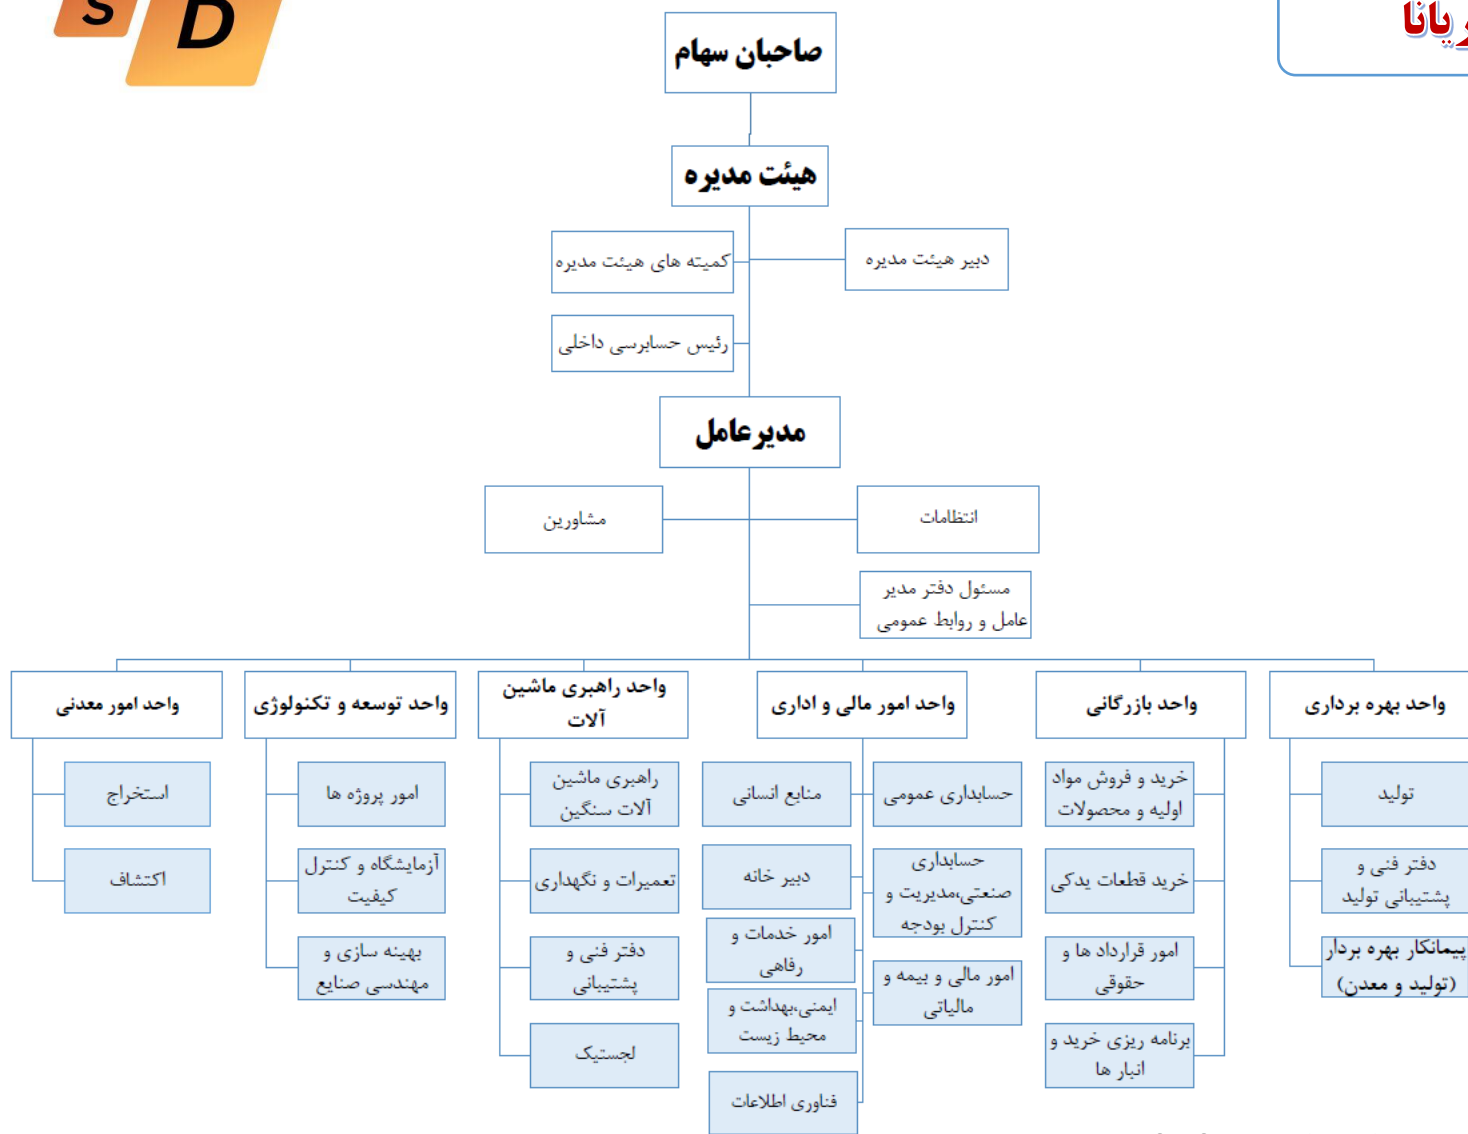 S
D
صاحبان سهام
هیئت مدیره
دبیر هیئت مدیره
کمیته های هیئت مدیره
رئیس حسابرسی داخلی
مدیرعامل
انتظامات
مشاورین
مسئول دفتر مدیر
عامل و روابط عمومی
واحد بهره برداری
تولید
دفتر فنی و
پشتیبانی تولید
پیمانکار بهره بردار
(تولید و معدن)
واحد بازرگانی
خرید و فروش مواد
اولیه و محصولات
خرید قطعات یدکی
امور قرارداد ها و
حقوقی
برنامه ریزی خرید و
انبار ها
واحد امور مالی و اداری
حسابداری عمومی
حسابداری
صنعتی،مدیریت و
کنترل بودجه
امور مالی و بیمه و
مالیاتی
منابع انسانی
دبیر خانه
امور خدمات و
رفاهی
ایمنی،بهداشت و
محیط زیست
فناوری اطلاعات
واحد راهبری ماشین
آلات
راهبری ماشین
آلات سنگین
تعمیرات و نگهداری
دفتر فنی و
پشتیبانی
لجستیک
واحد توسعه و تکنولوژی
امور پروژه ها
آزمایشگاه و کنترل
کیفیت
بهینه سازی و
مهندسی صنایع
واحد امور معدنی
استخراج
اکتشاف